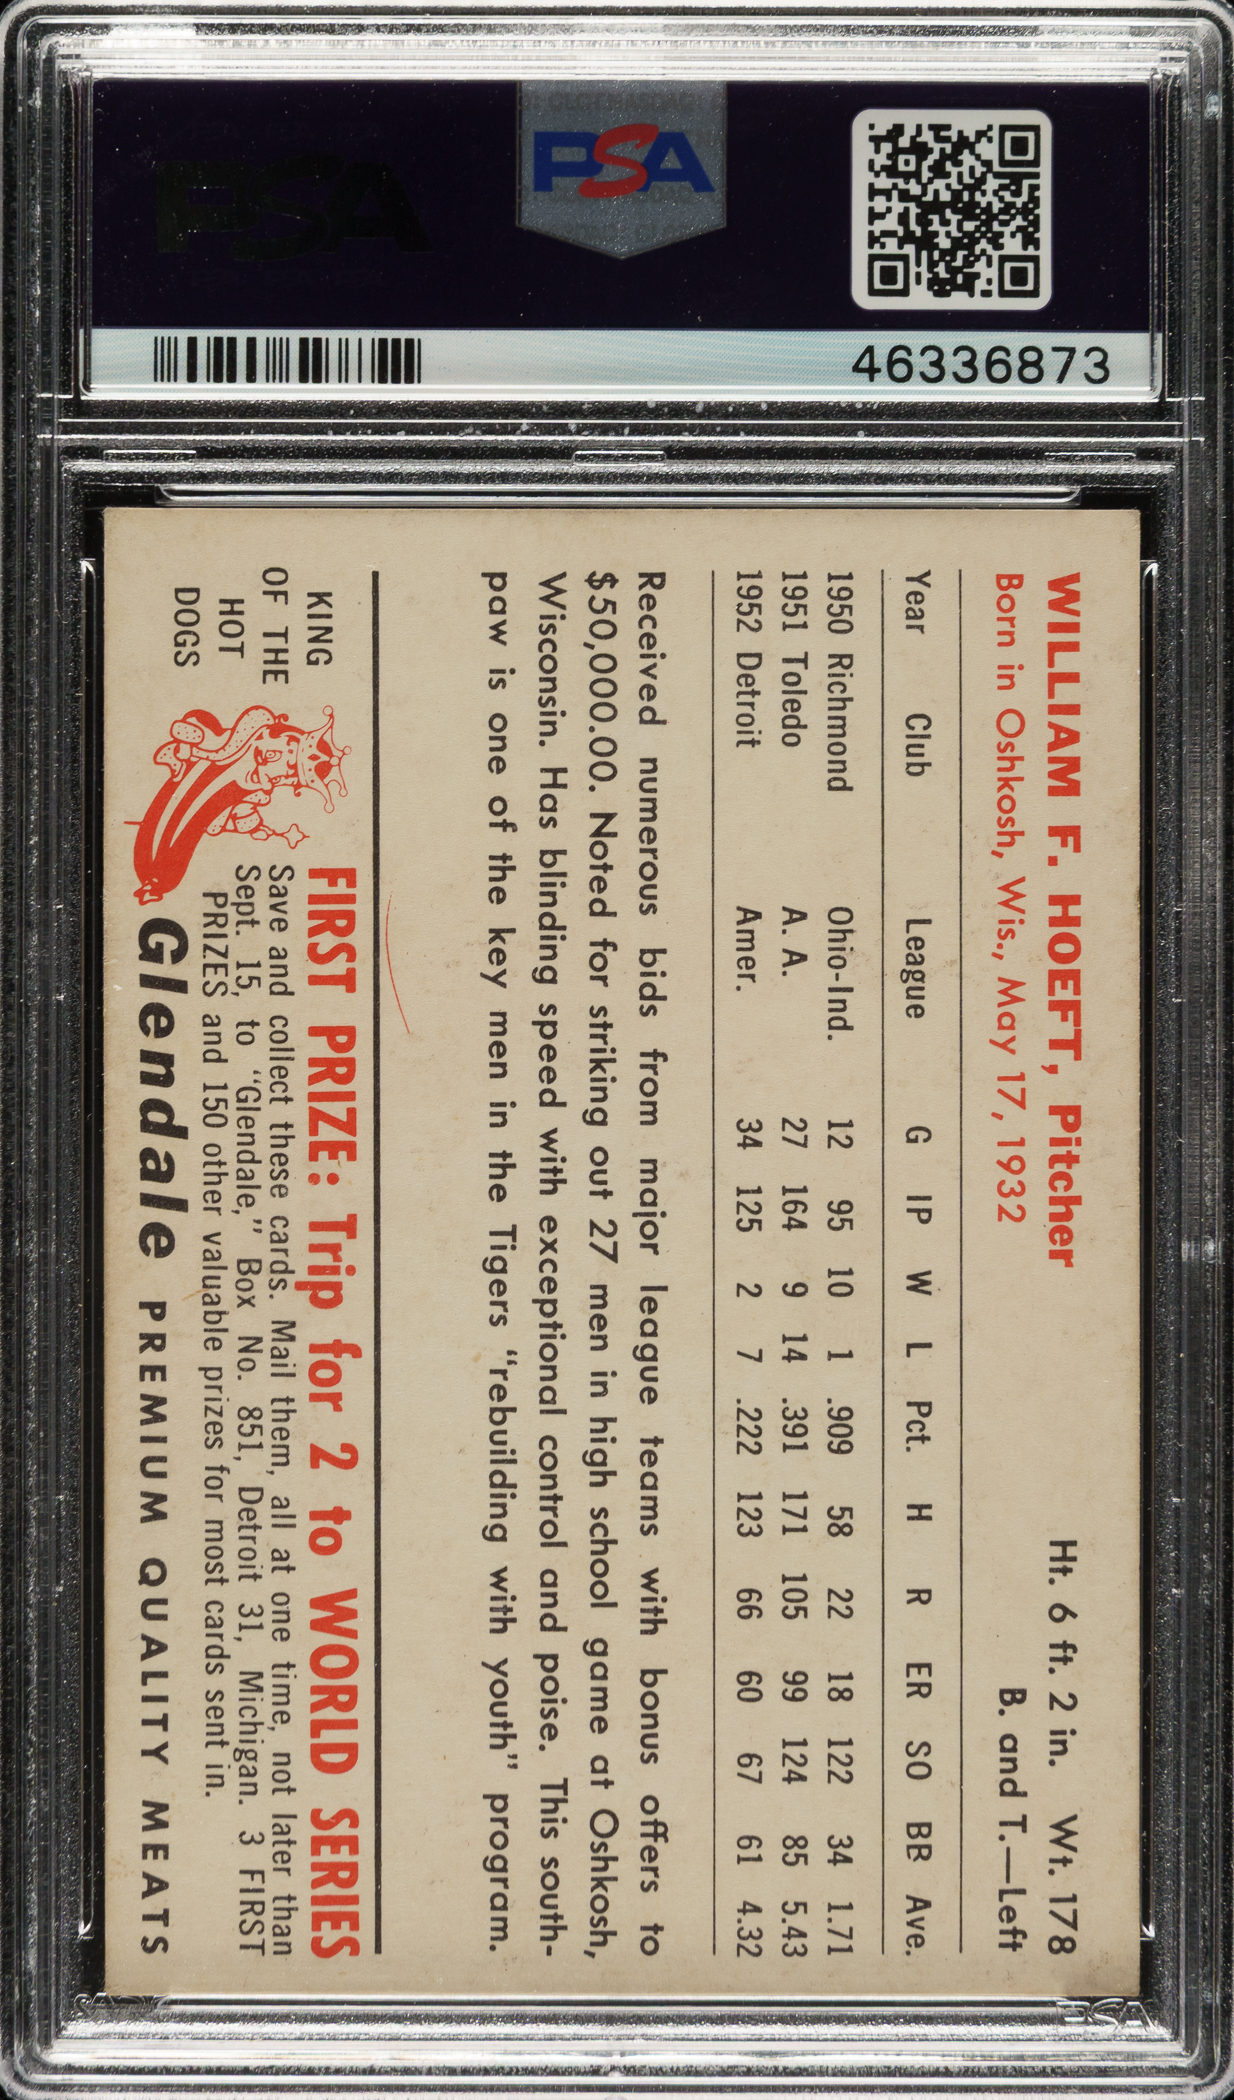 PSA
PSA
46336873
WILLIAM F. HOEFT, Pitcher Ht. 6 ft. 2 in. Wt. 178
Born in Oshkosh, Wis., May 17, 1932 B. and T.—Left
Year Club League G IP W L Pct. H R ER SO BB Ave.
1950 Richmond Ohio-Ind. 12 95 10 1 .909 58 22 18 122 34 1.71
1951 Toledo A. A. 27 164 9 14 .391 171 105 99 124 85 5.43
1952 Detroit Amer. 34 125 2 7 .222 123 66 60 67 61 4.32
Received numerous bids from major league teams with bonus offers to
$50,000.00. Noted for striking out 27 men in high school game at Oshkosh,
Wisconsin. Has blinding speed with exceptional control and poise. This south-
paw is one of the key men in the Tigers "rebuilding with youth" program.
KING
OF THE
HOT
DOGS
FIRST PRIZE: Trip for 2 to WORLD SERIES
Save and collect these cards. Mail them, all at one time, not later than
Sept. 15, to "Glendale," Box No. 851, Detroit 31, Michigan. 3 FIRST
PRIZES and 150 other valuable prizes for most cards sent in.
Glendale PREMIUM QUALITY MEATS
PSA